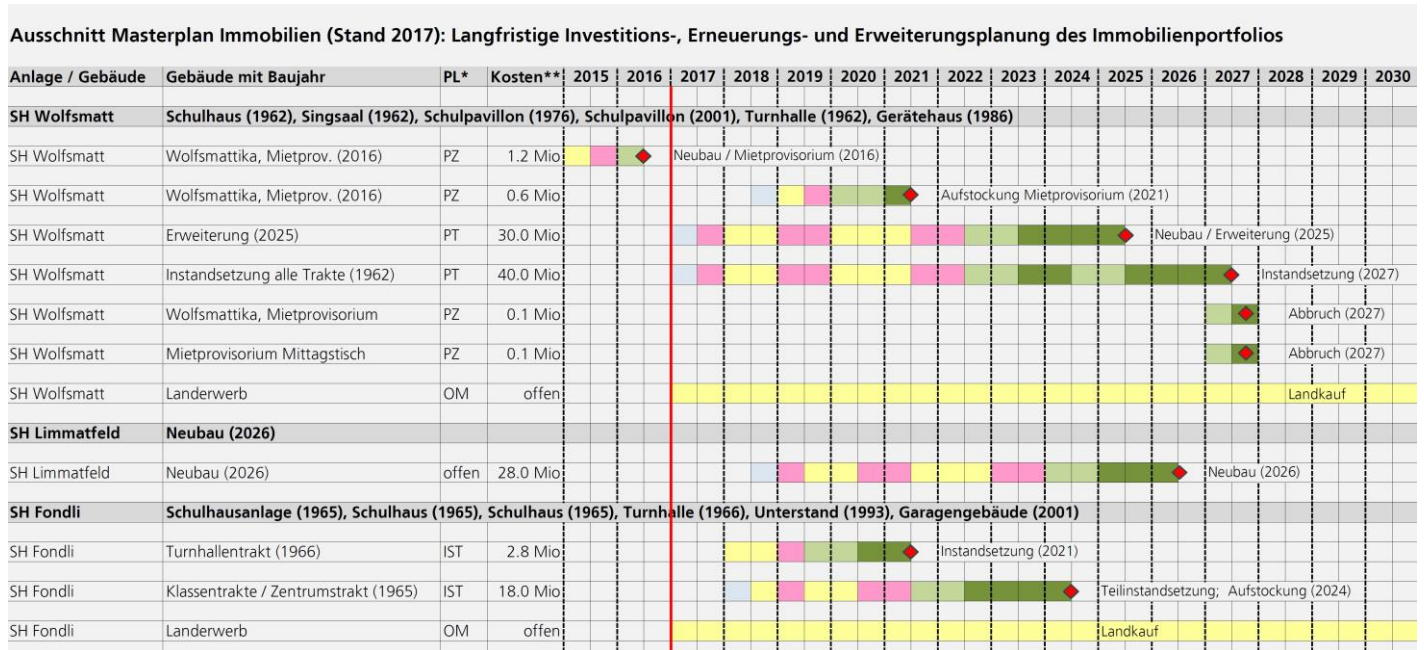 Ausschnitt Masterplan Immobilien (Stand 2017): Langfristige Investitions-, Erneuerungs- und Erweiterungsplanung des Immobilienportfolios
Anlage / Gebäude Gebäude mit Baujahr PL* Kosten** 2015 2016 2017 2018 2019 2020 2021 2022 2023 2024 2025 2026 2027 2028 2029 2030
SH Wolfsmatt Schulhaus (1962), Singsaal (1962), Schulpavillon (1976), Schulpavillon (2001), Turnhalle (1962), Gerätehaus (1986)
SH Wolfsmatt Wolfsmattika, Mietprov. (2016) PZ 1.2 Mio Neubau / Mietprovisorium (2016)
SH Wolfsmatt Wolfsmattika, Mietprov. (2016) PZ 0.6 Mio Aufstockung Mietprovisorium (2021)
SH Wolfsmatt Erweiterung (2025) PT 30.0 Mio Neubau / Erweiterung (2025)
SH Wolfsmatt Instandsetzung alle Trakte (1962) PT 40.0 Mio Instandsetzung (2027)
SH Wolfsmatt Wolfsmattika, Mietprovisorium PZ 0.1 Mio Abbruch (2027)
SH Wolfsmatt Mietprovisorium Mittagstisch PZ 0.1 Mio Abbruch (2027)
SH Wolfsmatt Landerwerb OM offen Landkauf
SH Limmatfeld Neubau (2026)
SH Limmatfeld Neubau (2026) offen 28.0 Mio Neubau (2026)
SH Fondli Schulhausanlage (1965), Schulhaus (1965), Schulhaus (1965), Turnhalle (1966), Unterstand (1993), Garagengebäude (2001)
SH Fondli Turnhallentrakt (1966) IST 2.8 Mio Instandsetzung (2021)
SH Fondli Klassentrakte / Zentrumstrakt (1965) IST 18.0 Mio Teilinstandsetzung; Aufstockung (2024)
SH Fondli Landerwerb OM offen Landkauf